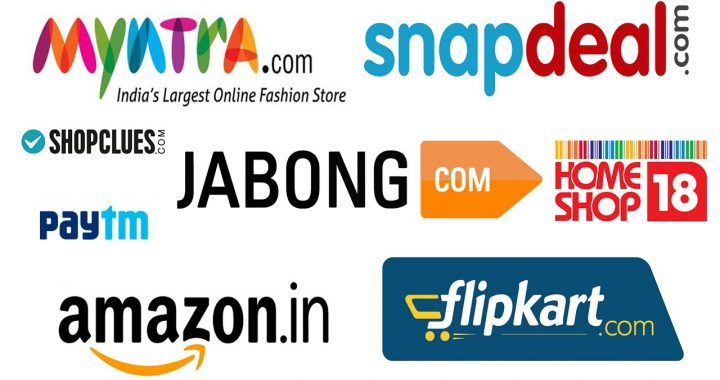 MYNTRA.com
India's Largest Online Fashion Store
snapdeal.com
SHOPCLUES.COM
JABONG COM
HOME SHOP 18
paytm
amazon.in
flipkart.com